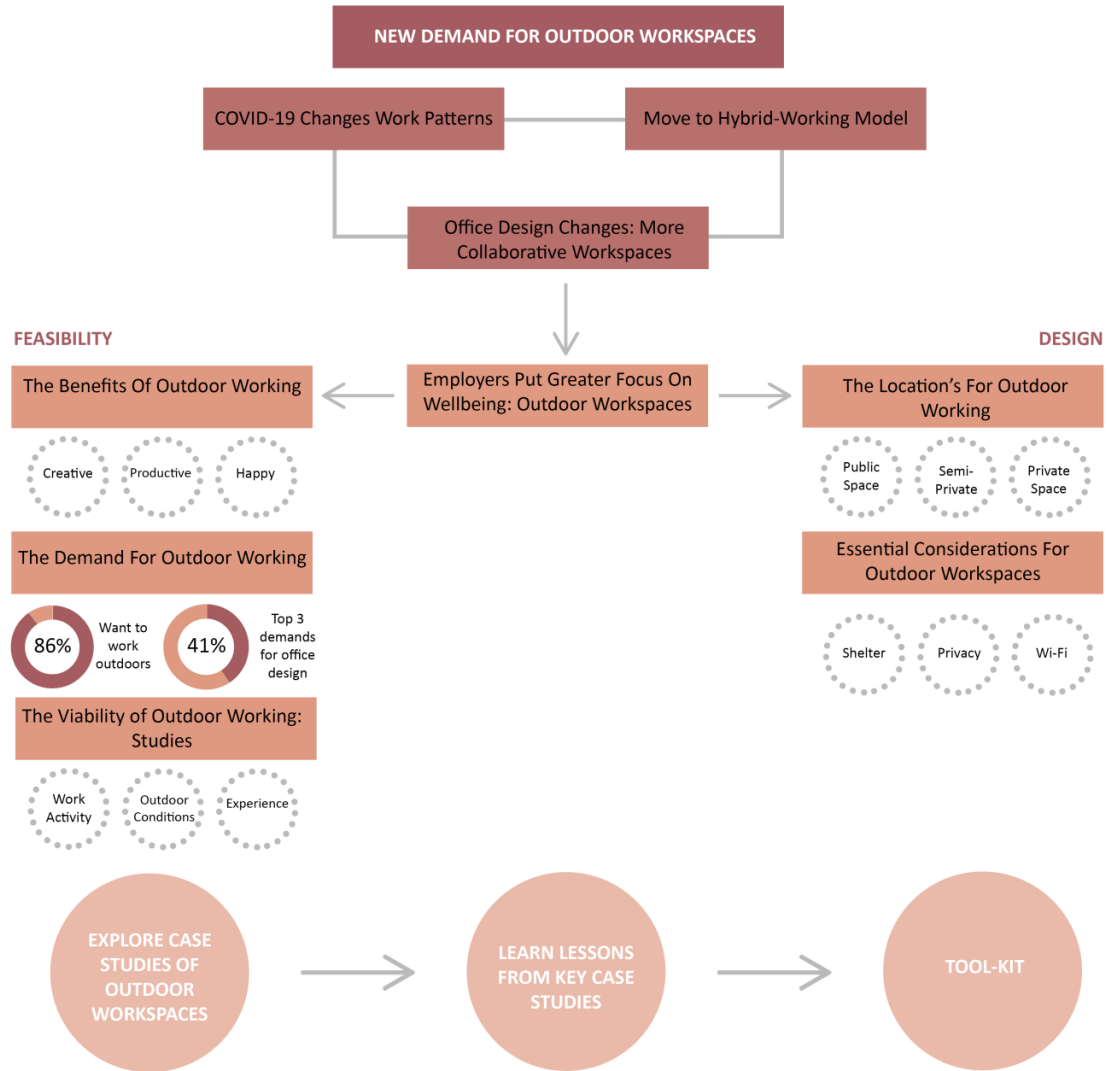 NEW DEMAND FOR OUTDOOR WORKSPACES
COVID-19 Changes Work Patterns
Move to Hybrid-Working Model
Office Design Changes: More
Collaborative Workspaces
FEASIBILITY
DESIGN
The Benefits Of Outdoor Working
Employers Put Greater Focus On
Wellbeing: Outdoor Workspaces
The Location's For Outdoor
Working
Creative
Productive
Happy
Public
Space
Semi-
Private
Private
Space
The Demand For Outdoor Working
Essential Considerations For
Outdoor Workspaces
86%
Want to
work
outdoors
41%
Top 3
demands
for office
design
Shelter
Privacy
Wi-Fi
The Viability of Outdoor Working:
Studies
Work
Activity
Outdoor
Conditions
Experience
EXPLORE CASE
STUDIES OF
OUTDOOR
WORKSPACES
LEARN LESSONS
FROM KEY CASE
STUDIES
TOOL-KIT